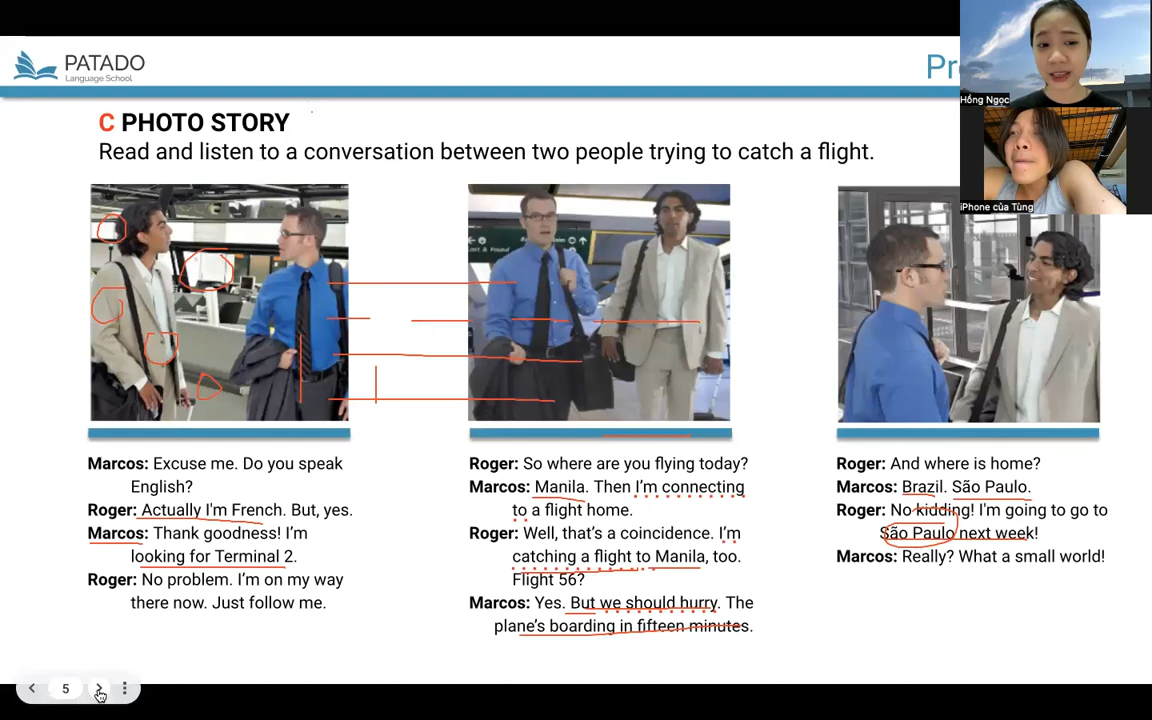 PATADO
Language School
Pr
Hồng Ngọc
iPhone của Tùng
C PHOTO STORY
Read and listen to a conversation between two people trying to catch a flight.
Lost & Found
Marcos: Excuse me. Do you speak
English?
Roger: Actually I'm French. But, yes.
Marcos: Thank goodness! I'm
looking for Terminal 2.
Roger: No problem. I'm on my way
there now. Just follow me.
Roger: So where are you flying today?
Marcos: Manila. Then I'm connecting
to a flight home.
Roger: Well, that's a coincidence. I'm
catching a flight to Manila, too.
Flight 56?
Marcos: Yes. But we should hurry. The
plane's boarding in fifteen minutes.
Roger: And where is home?
Marcos: Brazil. São Paulo.
Roger: No kidding! I'm going to go to
São Paulo next week!
Marcos: Really? What a small world!
5